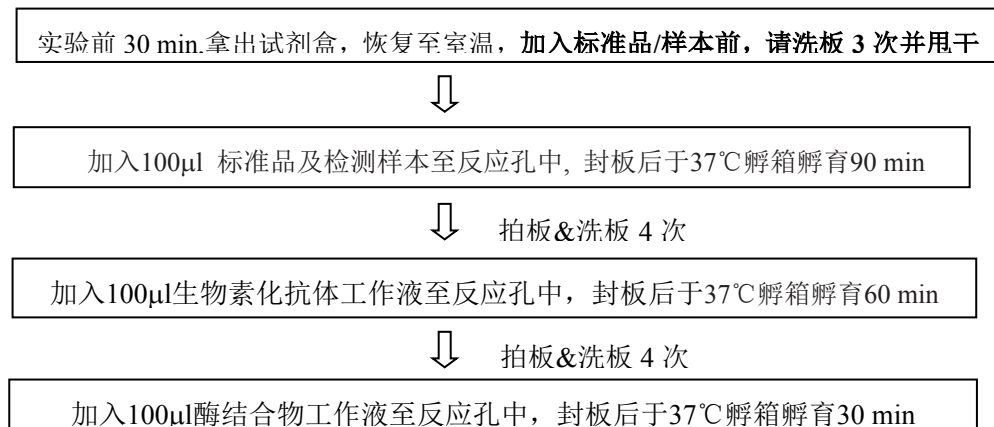 实验前 30 min,拿出试剂盒，恢复至室温，加入标准品/样本前，请洗板 3 次并甩干
加入100μl 标准品及检测样本至反应孔中, 封板后于37℃孵箱孵育90 min
拍板&洗板 4 次
加入100μl生物素化抗体工作液至反应孔中，封板后于37℃孵箱孵育60 min
拍板&洗板 4 次
加入100μl酶结合物工作液至反应孔中，封板后于37℃孵箱孵育30 min